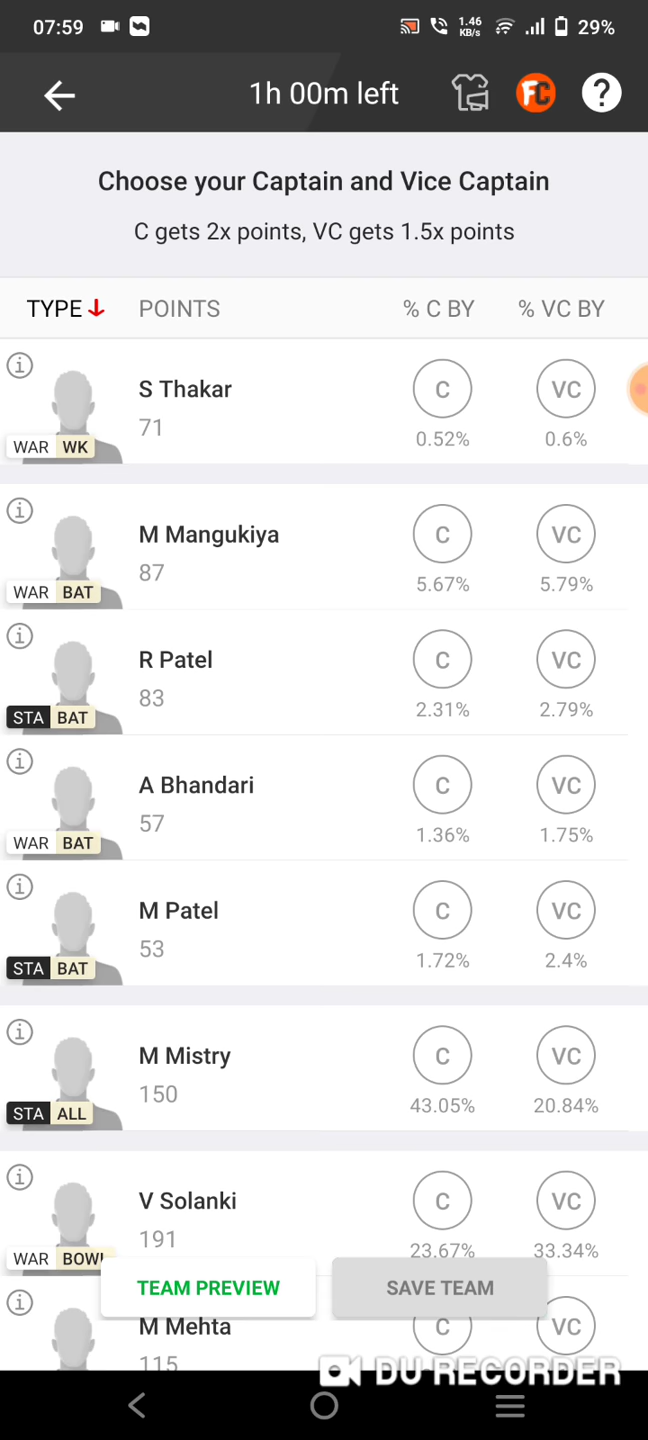 07:59 1.46 KB/s 29%
1h 00m left FC ?
Choose your Captain and Vice Captain
C gets 2x points, VC gets 1.5x points
TYPE POINTS % C BY % VC BY
S Thakar C VC
71
WAR WK 0.52% 0.6%
M Mangukiya C VC
87
WAR BAT 5.67% 5.79%
R Patel C VC
83
STA BAT 2.31% 2.79%
A Bhandari C VC
57
WAR BAT 1.36% 1.75%
M Patel C VC
53
STA BAT 1.72% 2.4%
M Mistry C VC
150
STA ALL 43.05% 20.84%
V Solanki C VC
191
WAR BOWL 23.67% 33.34%
TEAM PREVIEW SAVE TEAM
M Mehta C VC
115
DU RECORDER